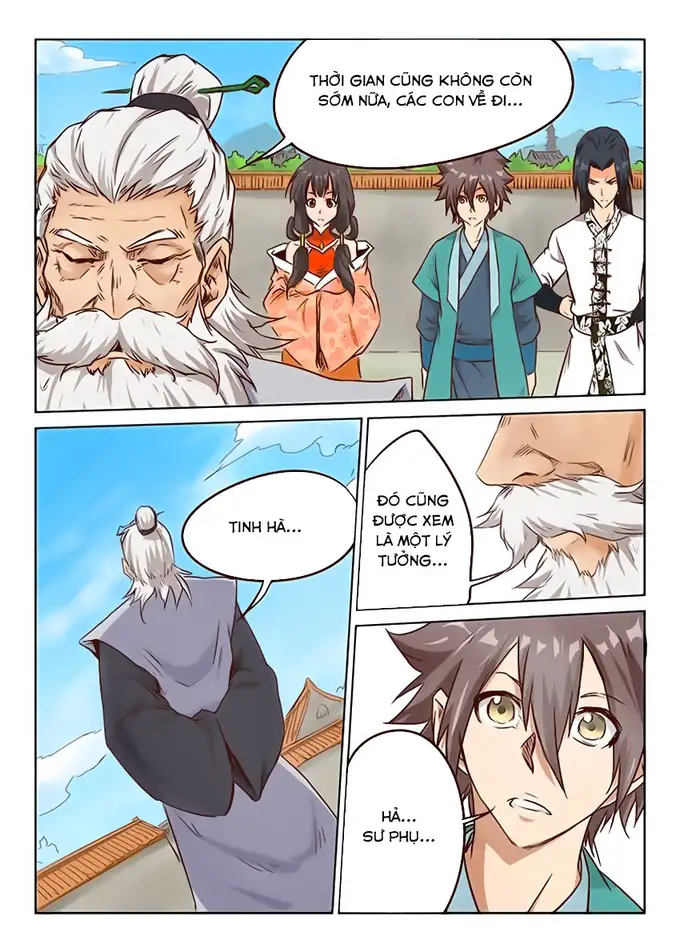 THỜI GIAN CŨNG KHÔNG CÒN
SỚM NỮA, CÁC CON VỀ ĐI...
TINH HÀ...
ĐÓ CŨNG
ĐƯỢC XEM
LÀ MỘT LÝ
TƯỞNG...
HẢ...
SƯ PHỤ...